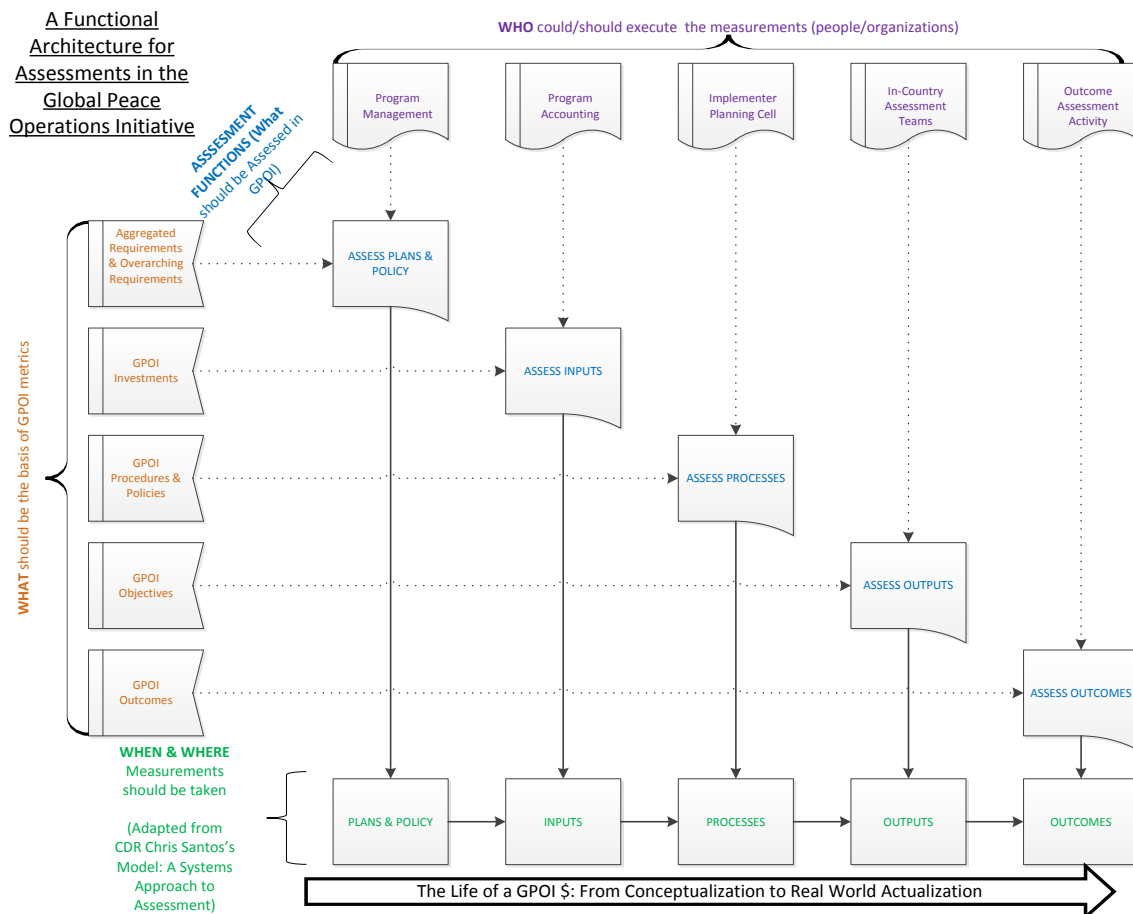 A Functional
Architecture for
Assessments in the
Global Peace
Operations Initiative
WHO could/should execute  the measurements (people/organizations)
Program
Management
Program
Accounting
Implementer
Planning Cell
In-Country
Assessment
Teams
Outcome
Assessment
Activity
ASSSESMENT
FUNCTIONS (What
should be Assessed in
GPOI)
WHAT should be the basis of GPOI metrics
Aggregated
Requirements
& Overarching
Requirements
ASSESS PLANS &
POLICY
GPOI
Investments
ASSESS INPUTS
GPOI
Procedures &
Policies
ASSESS PROCESSES
GPOI
Objectives
ASSESS OUTPUTS
GPOI
Outcomes
ASSESS OUTCOMES
WHEN & WHERE
Measurements
should be taken
(Adapted from
CDR Chris Santos’s
Model: A Systems
Approach to
Assessment)
PLANS & POLICY
INPUTS
PROCESSES
OUTPUTS
OUTCOMES
The Life of a GPOI $: From Conceptualization to Real World Actualization